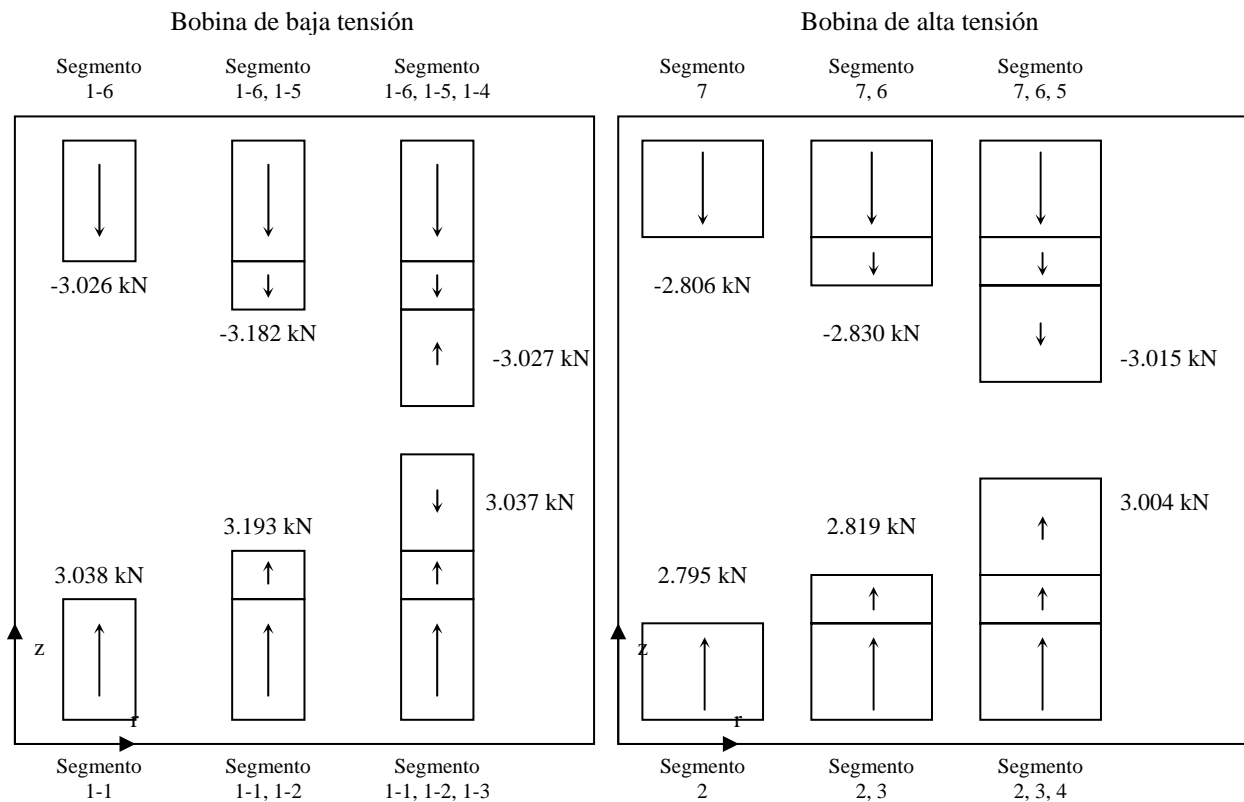 Bobina de baja tensión
Bobina de alta tensión
Segmento
1-6
Segmento
1-6, 1-5
Segmento
1-6, 1-5, 1-4
Segmento
7
Segmento
7, 6
Segmento
7, 6, 5
-3.026 kN
-3.182 kN
-3.027 kN
-2.806 kN
-2.830 kN
-3.015 kN
3.038 kN
3.193 kN
3.037 kN
2.795 kN
2.819 kN
3.004 kN
z
r
z
r
Segmento
1-1
Segmento
1-1, 1-2
Segmento
1-1, 1-2, 1-3
Segmento
2
Segmento
2, 3
Segmento
2, 3, 4